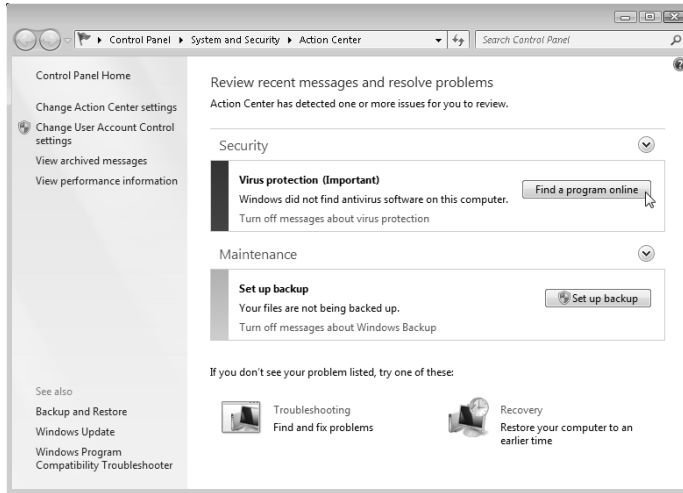 Control Panel ▸ System and Security ▸ Action Center
Search Control Panel
Control Panel Home
Change Action Center settings
Change User Account Control
settings
View archived messages
View performance information
See also
Backup and Restore
Windows Update
Windows Program
Compatibility Troubleshooter
Review recent messages and resolve problems
Action Center has detected one or more issues for you to review.
Security
Virus protection (Important)
Windows did not find antivirus software on this computer.
Turn off messages about virus protection
Find a program online
Maintenance
Set up backup
Your files are not being backed up.
Turn off messages about Windows Backup
Set up backup
If you don't see your problem listed, try one of these:
Troubleshooting
Find and fix problems
Recovery
Restore your computer to an
earlier time